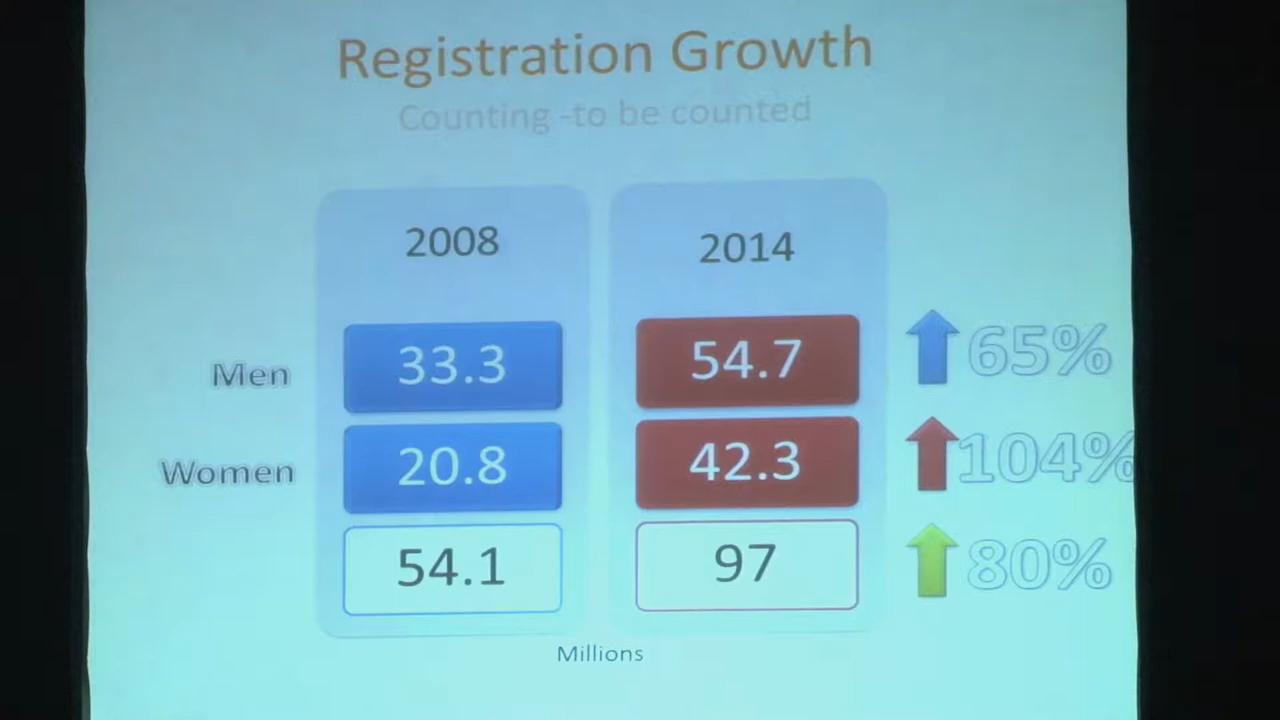 Registration Growth
Counting -to be counted
2008 2014
Men 33.3 54.7 65%
Women 20.8 42.3 104%
54.1 97 80%
Millions